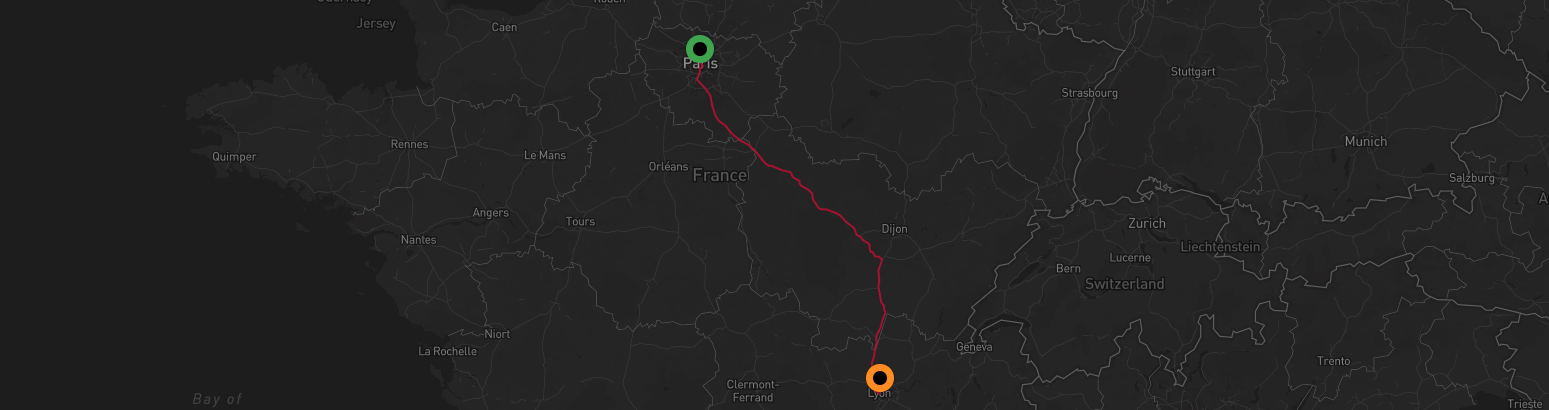 Jersey
Caen
Paris
Stuttgart
Strasbourg
Munich
Rennes
Quimper
Le Mans
Orléans
France
Salzburg
Angers
Tours
Dijon
Zurich
Nantes
Liechtenstein
Lucerne
Bern
Switzerland
Niort
La Rochelle
Geneva
Trento
Clermont-
Ferrand
Lyon
Bay of
Trieste